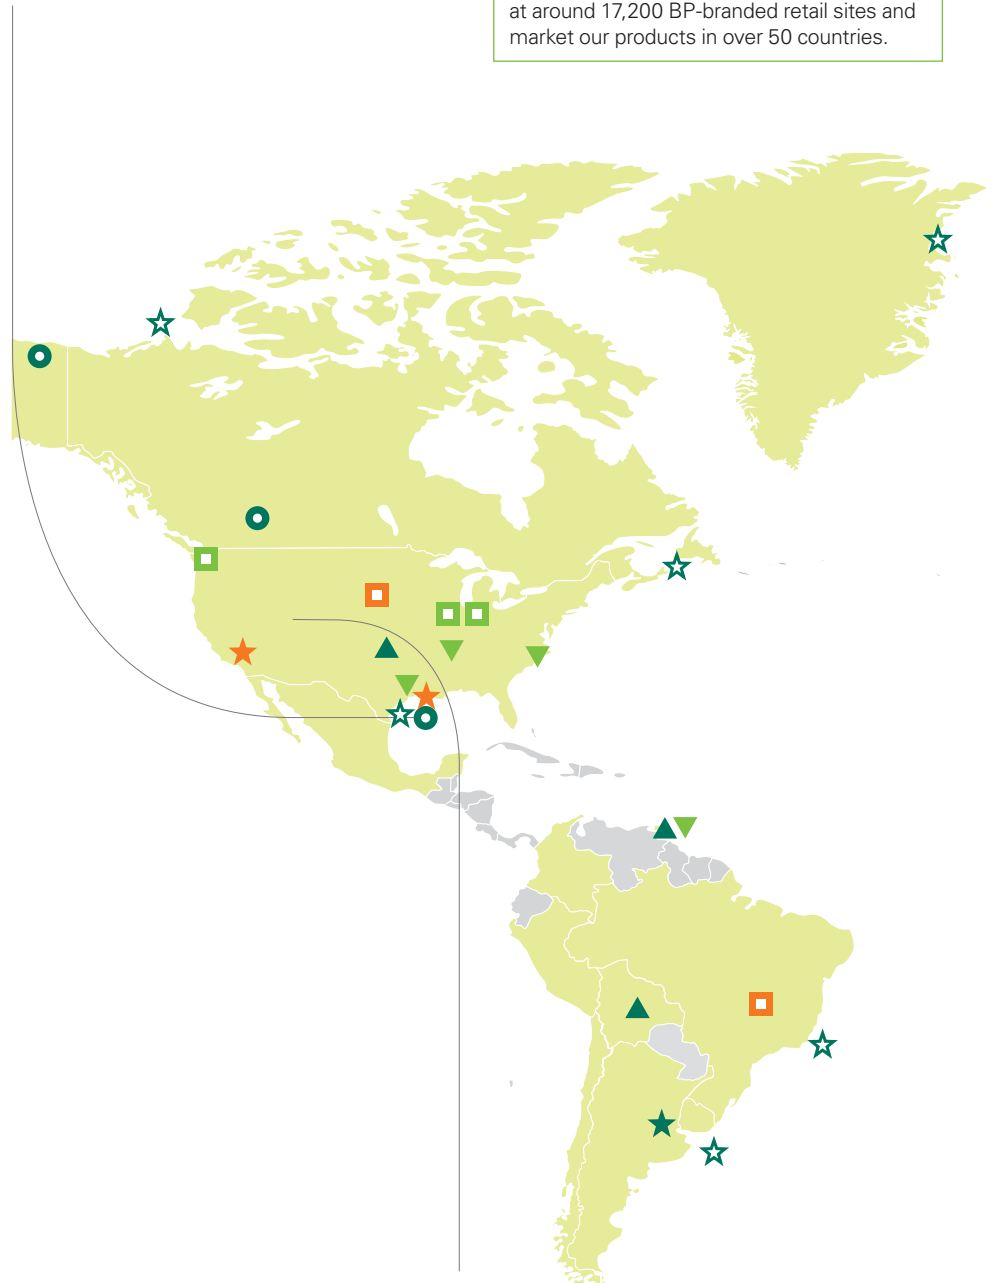 at around 17,200 BP-branded retail sites and
market our products in over 50 countries.